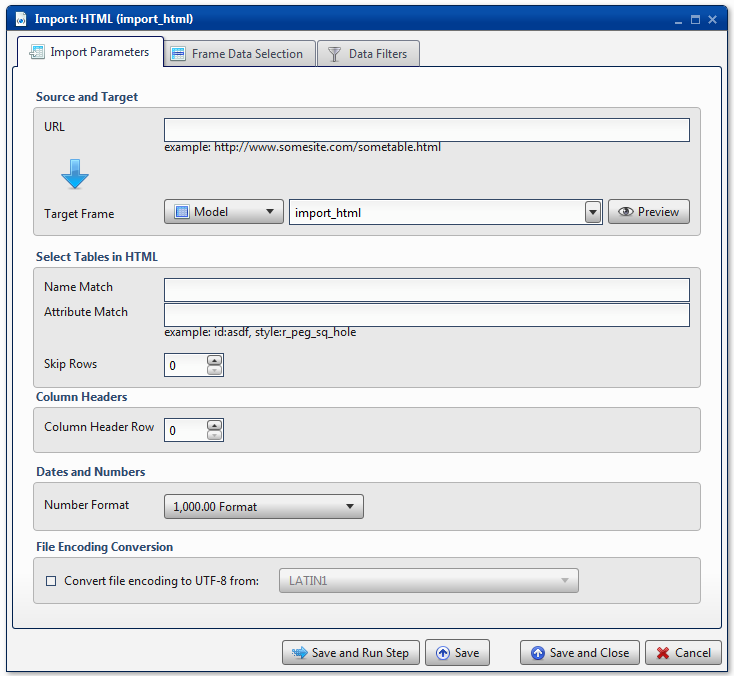 Import: HTML (import_html)
Import Parameters Frame Data Selection Data Filters
Source and Target
URL
example: http://www.somesite.com/sometable.html
Target Frame Model import_html Preview
Select Tables in HTML
Name Match
Attribute Match
example: id:asdf, style:r_peg_sq_hole
Skip Rows 0
Column Headers
Column Header Row 0
Dates and Numbers
Number Format 1,000.00 Format
File Encoding Conversion
Convert file encoding to UTF-8 from: LATIN1
Save and Run Step Save Save and Close Cancel